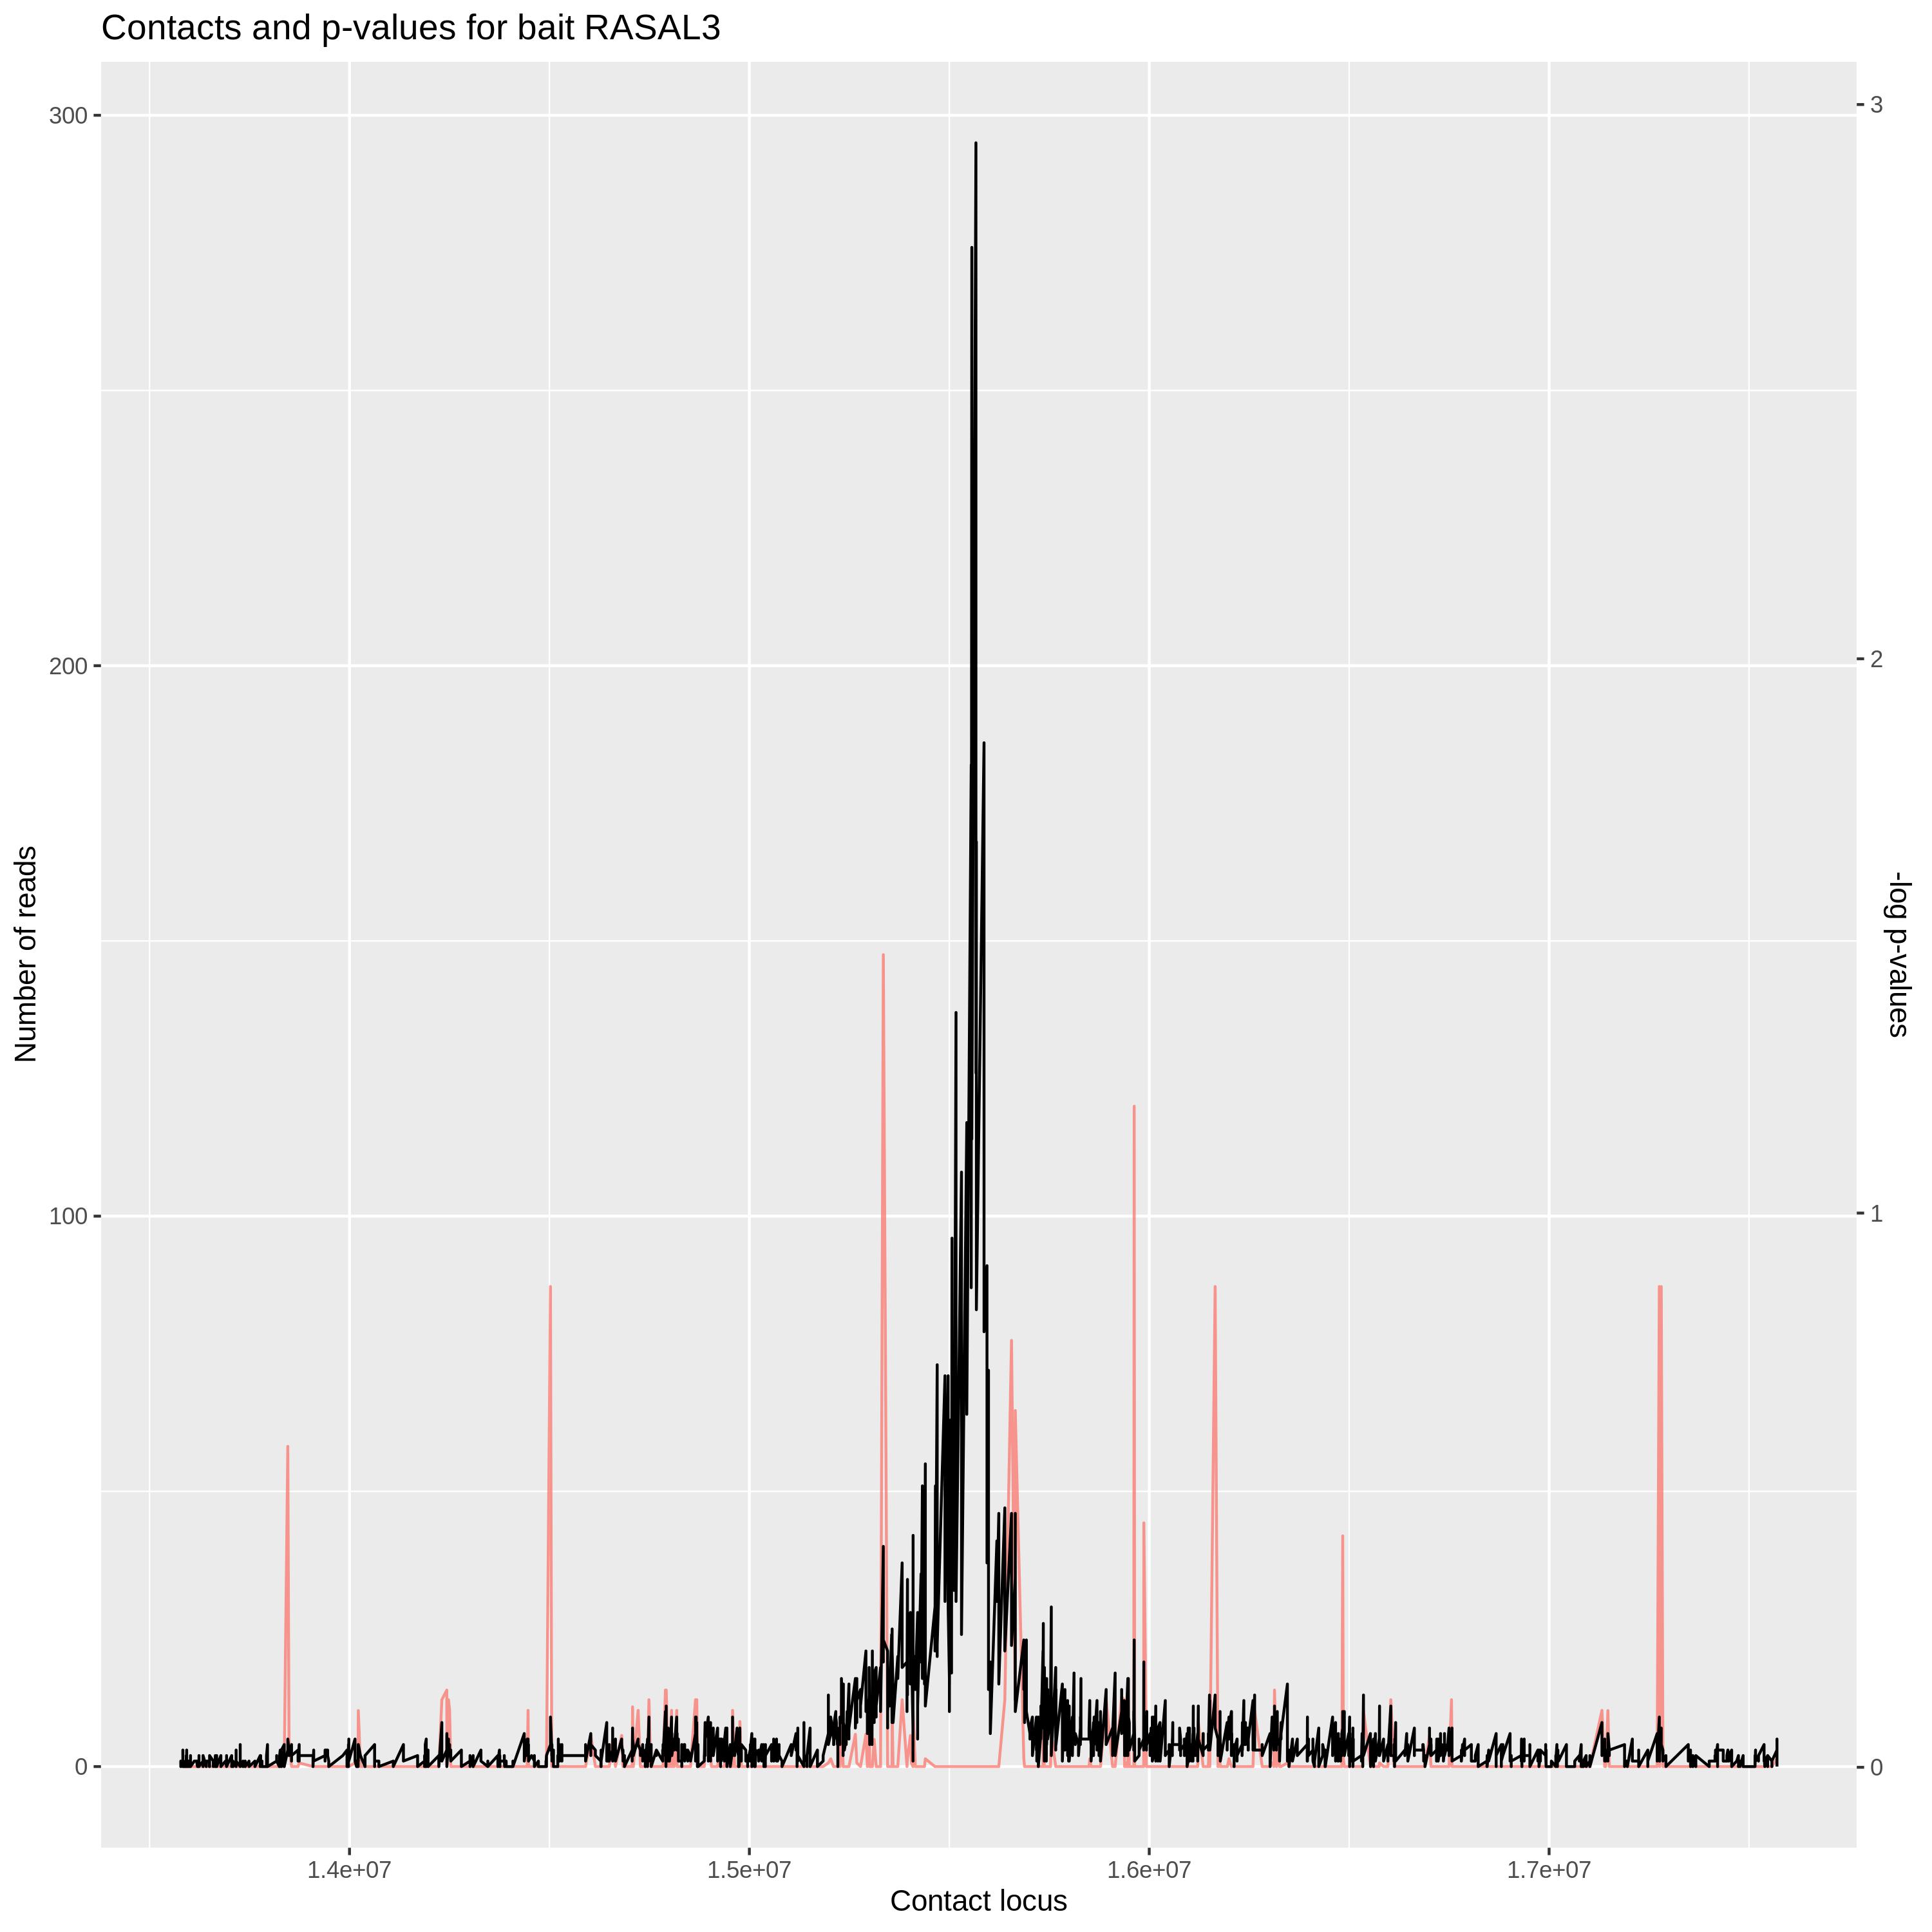 Contacts and p-values for bait RASAL3
300
200
100
0
Number of reads
3
2
1
0
-log p-values
1.4e+07
1.5e+07
1.6e+07
1.7e+07
Contact locus